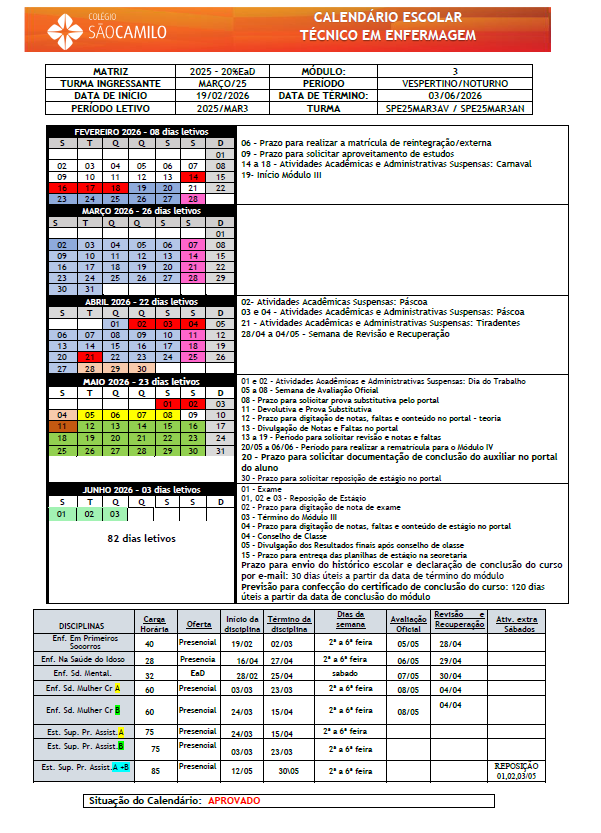 COLÉGIO
SÃOCAMILO
CALENDÁRIO ESCOLAR
TÉCNICO EM ENFERMAGEM
MATRIZ 2025 – 20%EaD MÓDULO: 3
TURMA INGRESSANTE MARÇO/25 PERÍODO VESPERTINO/NOTURNO
DATA DE INÍCIO 19/02/2026 DATA DE TÉRMINO: 03/06/2026
PERÍODO LETIVO 2025/MAR3 TURMA SPE25MAR3AV / SPE25MAR3AN
FEVEREIRO 2026 – 08 dias letivos
S T Q Q S S D
01
02 03 04 05 06 07 08
09 10 11 12 13 14 15
16 17 18 19 20 21 22
23 24 25 26 27 28
06 - Prazo para realizar a matrícula de reintegração/externa
09 - Prazo para solicitar aproveitamento de estudos
14 a 18 - Atividades Acadêmicas e Administrativas Suspensas: Carnaval
19- Início Módulo III
MARÇO 2026 - 26 dias letivos
S T Q Q S S D
01
02 03 04 05 06 07 08
09 10 11 12 13 14 15
16 17 18 19 20 21 22
23 24 25 26 27 28 29
30 31
ABRIL 2026 - 22 dias letivos
S T Q Q S S D
01 02 03 04 05
06 07 08 09 10 11 12
13 14 15 16 17 18 19
20 21 22 23 24 25 26
27 28 29 30
02- Atividades Acadêmicas Suspensas: Páscoa
03 e 04 - Atividades Acadêmicas e Administrativas Suspensas: Páscoa
21 - Atividades Acadêmicas e Administrativas Suspensas: Tiradentes
28/04 a 04/05 - Semana de Revisão e Recuperação
MAIO 2026 - 23 dias letivos
S T Q Q S S D
01 02 03
04 05 06 07 08 09 10
11 12 13 14 15 16 17
18 19 20 21 22 23 24
25 26 27 28 29 30 31
01 e 02 - Atividades Acadêmicas e Administrativas Suspensas: Dia do Trabalho
05 a 08 - Semana de Avaliação Oficial
08 - Prazo para solicitar prova substitutiva pelo portal
11 - Devolutiva e Prova Substitutiva
12 - Prazo para digitação de notas, faltas e conteúdo no portal - teoria
13 - Divulgação de Notas e Faltas no portal
13 a 19 - Período para solicitar revisão e notas e faltas
20/05 a 06/06 - Período para realizar a rematrícula para o Módulo IV
20 - Prazo para solicitar documentação de conclusão do auxiliar no portal
do aluno
30 - Prazo para solicitar reposição de estágio no portal
JUNHO 2026 - 03 dias letivos
S T Q Q S S D
01 02 03
82 dias letivos
01 - Exame
01, 02 e 03 - Reposição de Estágio
02 - Prazo para digitação de nota de exame
03 - Término do Módulo III
04 - Prazo para digitação de notas, faltas e conteúdo de estágio no portal
04 - Conselho de Classe
05 - Divulgação dos Resultados finais após conselho de classe
15 - Prazo para entrega das planilhas de estágio na secretaria
Prazo para envio do histórico escolar e declaração de conclusão do curso
por e-mail: 30 dias úteis a partir da data de término do módulo
Previsão para confecção do certificado de conclusão do curso: 120 dias
úteis a partir da data de conclusão do módulo
DISCIPLINAS Carga Horária Oferta Início da disciplina Término da disciplina Dias da semana Avaliação Oficial Revisão e Recuperação Ativ. extra Sábados
Enf. Em Primeiros Socorros 40 Presencial 19/02 02/03 2ª a 6ª feira 05/05 28/04
Enf. Na Saúde do Idoso 28 Presencia 16/04 27/04 2ª a 6ª feira 06/05 29/04
Enf. Sd. Mental. 32 EaD 28/02 25/04 sabado 07/05 30/04
Enf. Sd. Mulher Cr A 60 Presencial 03/03 23/03 2ª a 6ª feira 08/05 04/04
Enf. Sd. Mulher Cr B 60 Presencial 24/03 15/04 2ª a 6ª feira 08/05 04/04
Est. Sup. Pr. Assist.A 75 Presencial 24/03 15/04 2ª a 6ª feira
Est. Sup. Pr. Assist.B 75 Presencial 03/03 23/03 2ª a 6ª feira
Est. Sup. Pr. Assist.A +B 85 Presencial 12/05 30\05 2ª a 6ª feira REPOSIÇÃO 01,02,03/05
Situação do Calendário: APROVADO